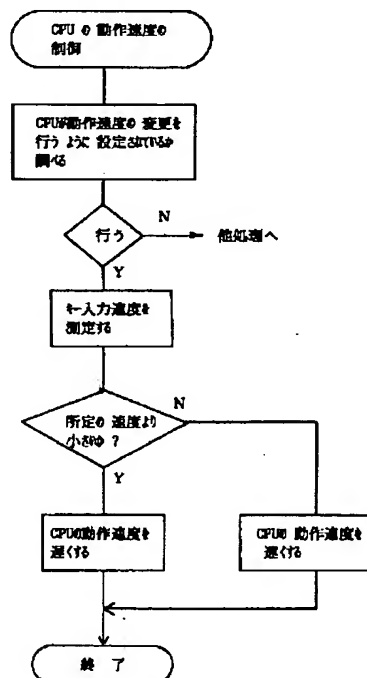 CPU の 動作速度の
制御
CPUが動作速度の 変更を
行う ように 設定されているか
調べる
行う
N
他処理へ
Y
キー入力速度を
測定する
所定の 速度より
小さい ?
N
Y
CPUの動作速度を
遅くする
CPUの 動作速度を
速くする
終 了